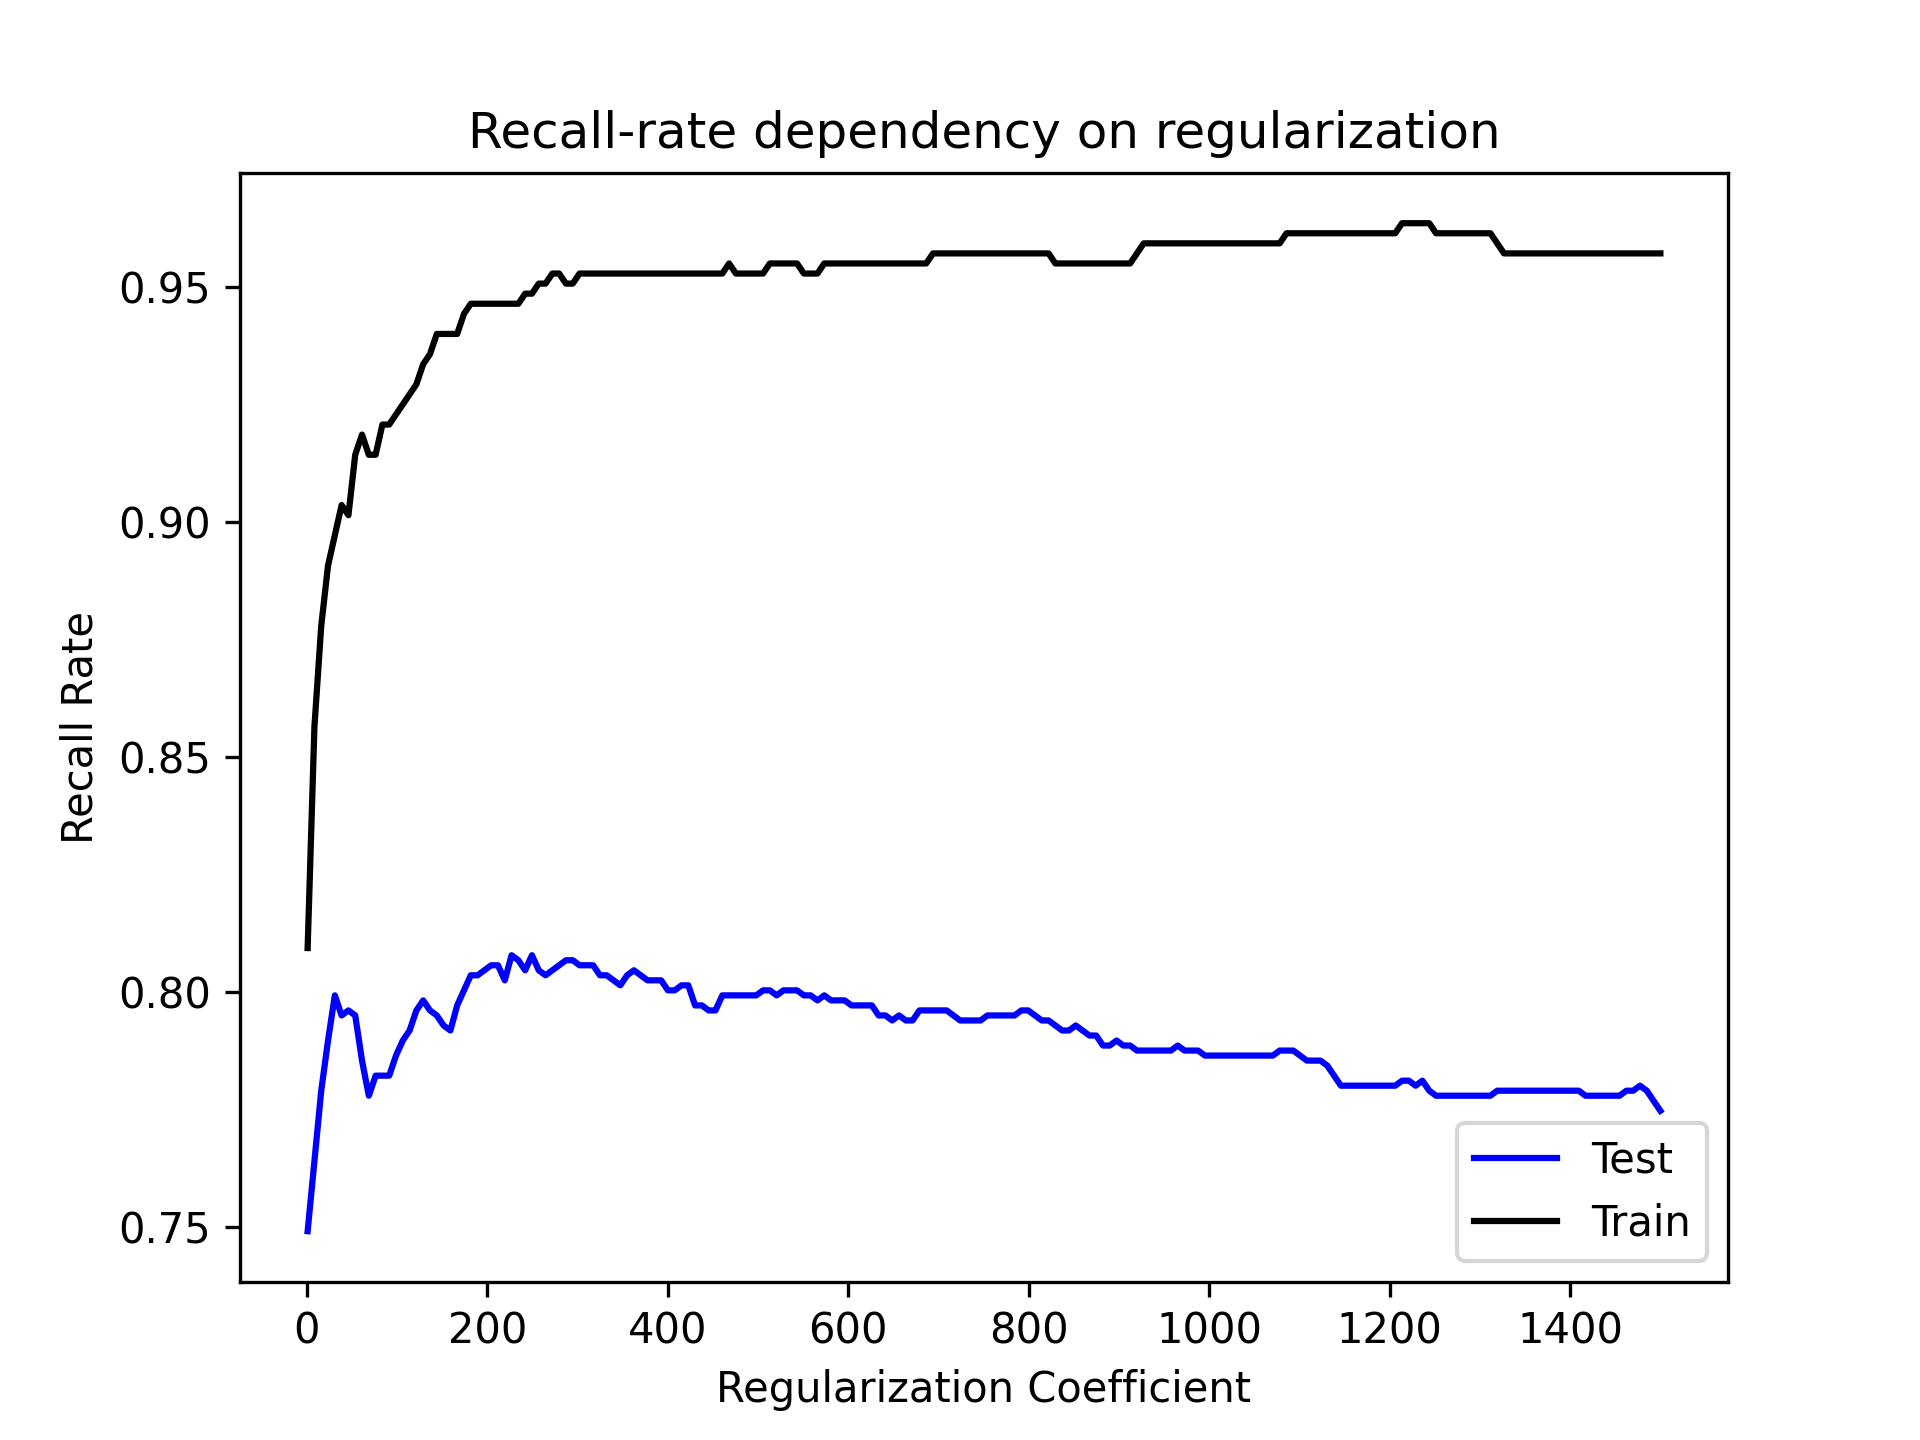 Recall-rate dependency on regularization
0.95
0.90
0.85
0.80
0.75
Recall Rate
0 200 400 600 800 1000 1200 1400
Regularization Coefficient
Test
Train